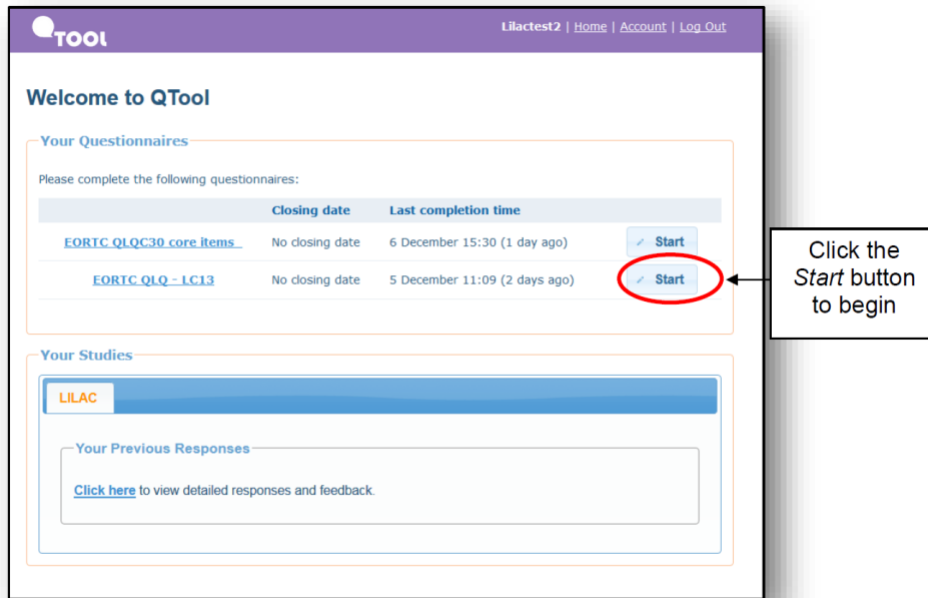 QTOOL
Lilactest2 | Home | Account | Log Out
Welcome to QTool
Your Questionnaires
Please complete the following questionnaires:
Closing date Last completion time
EORTC QLQC30 core items No closing date 6 December 15:30 (1 day ago) Start
EORTC QLQ - LC13 No closing date 5 December 11:09 (2 days ago) Start
Click the
Start button
to begin
Your Studies
LILAC
Your Previous Responses
Click here to view detailed responses and feedback.